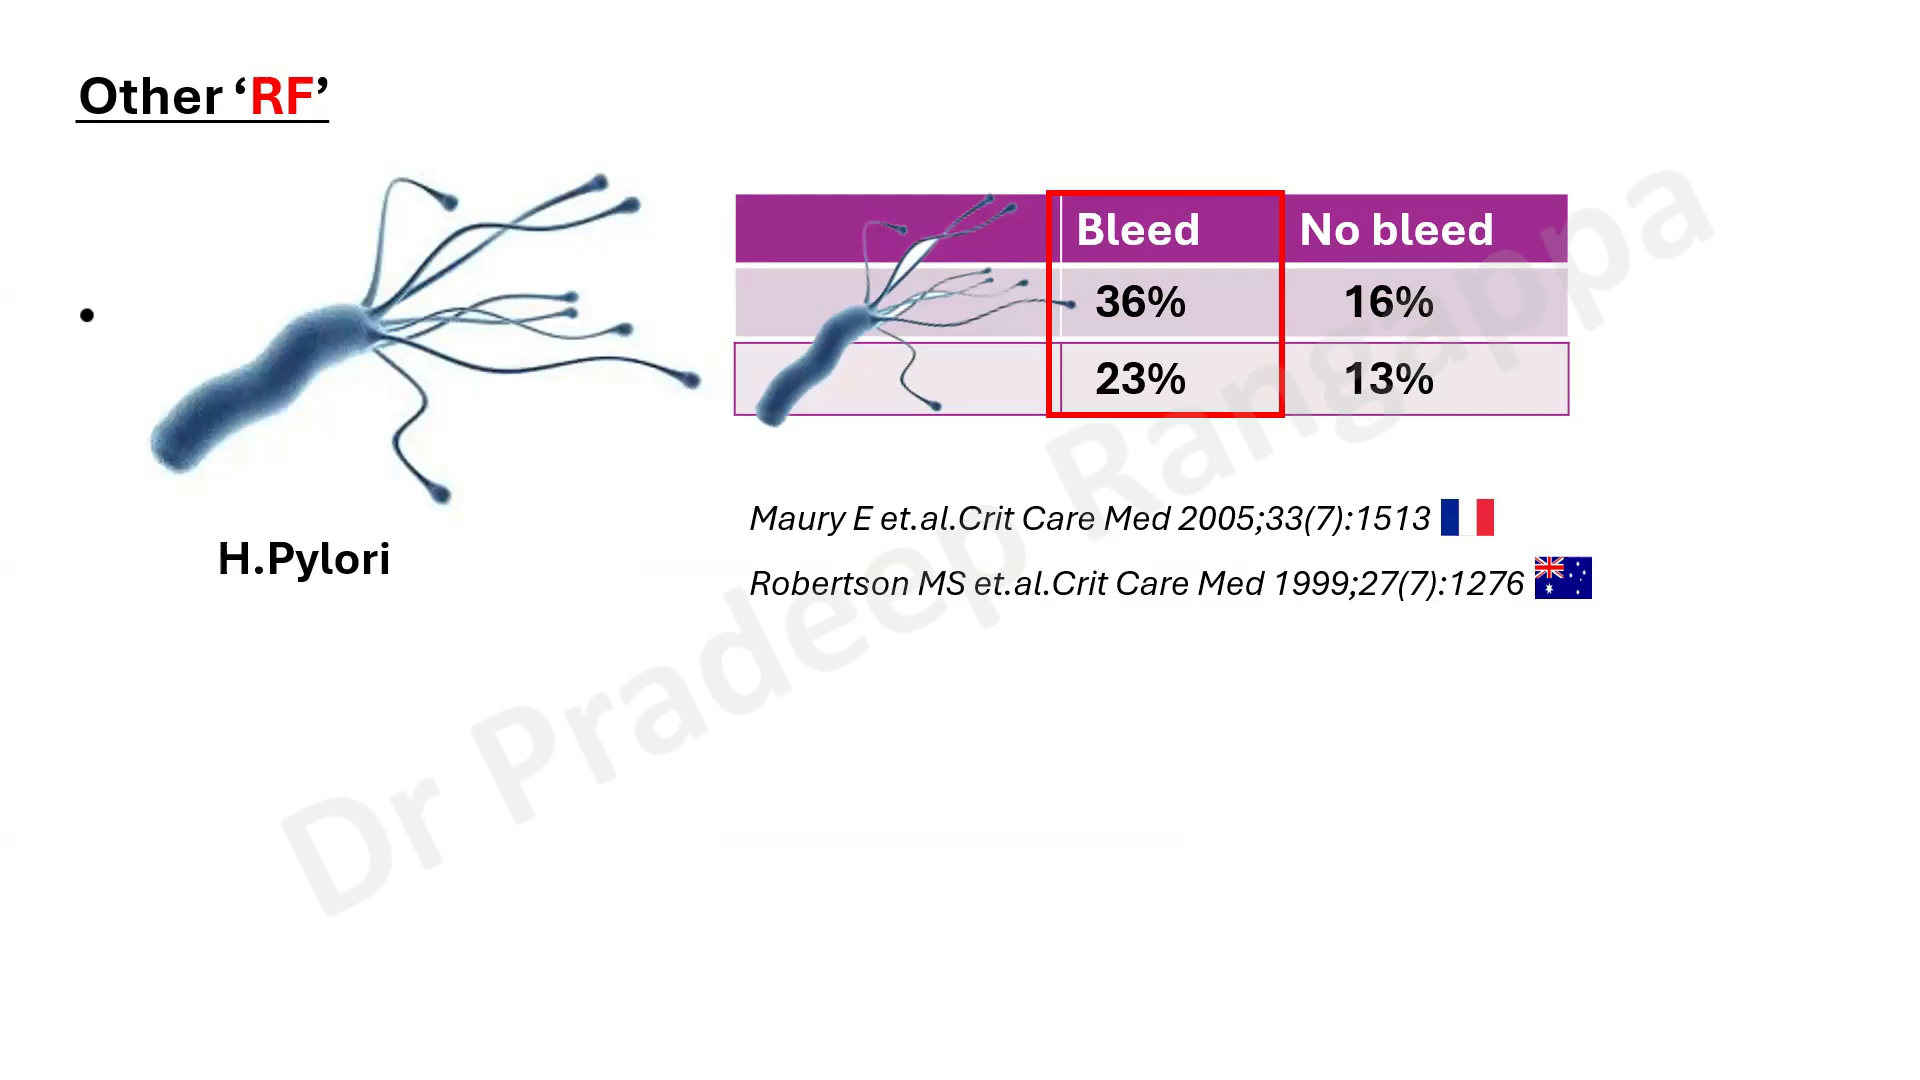 Other ‘RF’
•
Bleed No bleed
36% 16%
23% 13%
Maury E et.al.Crit Care Med 2005;33(7):1513
H.Pylori
Robertson MS et.al.Crit Care Med 1999;27(7):1276
Dr Pradeep Rangappa